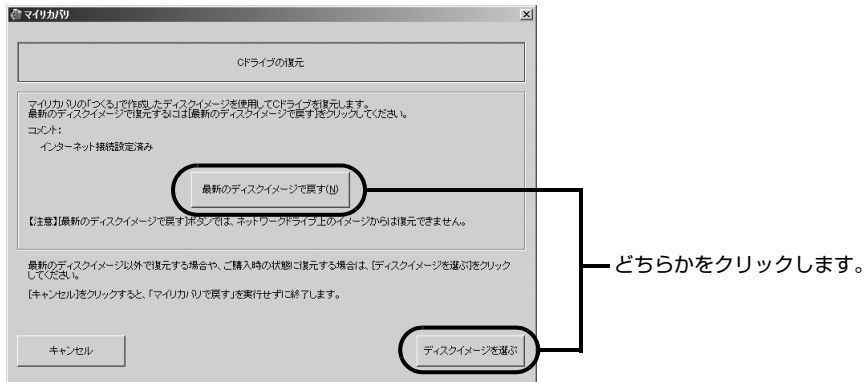 マイリカバリ
Cドライブの復元
マイリカバリの「つくる」で作成したディスクイメージを使用してCドライブを復元します。
最新のディスクイメージで復元するには[最新のディスクイメージで戻す]をクリックしてください。
コメント：
インターネット接続設定済み
最新のディスクイメージで戻す(N)
【注意】[最新のディスクイメージで戻す]ボタンでは、ネットワークドライブ上のイメージからは復元できません。
最新のディスクイメージ以外で復元する場合や、ご購入時の状態に復元する場合は、[ディスクイメージを選ぶ]をクリック
してください。
[キャンセル]をクリックすると、「マイリカバリで戻す」を実行せずに終了します。
どちらかをクリックします。
キャンセル
ディスクイメージを選ぶ